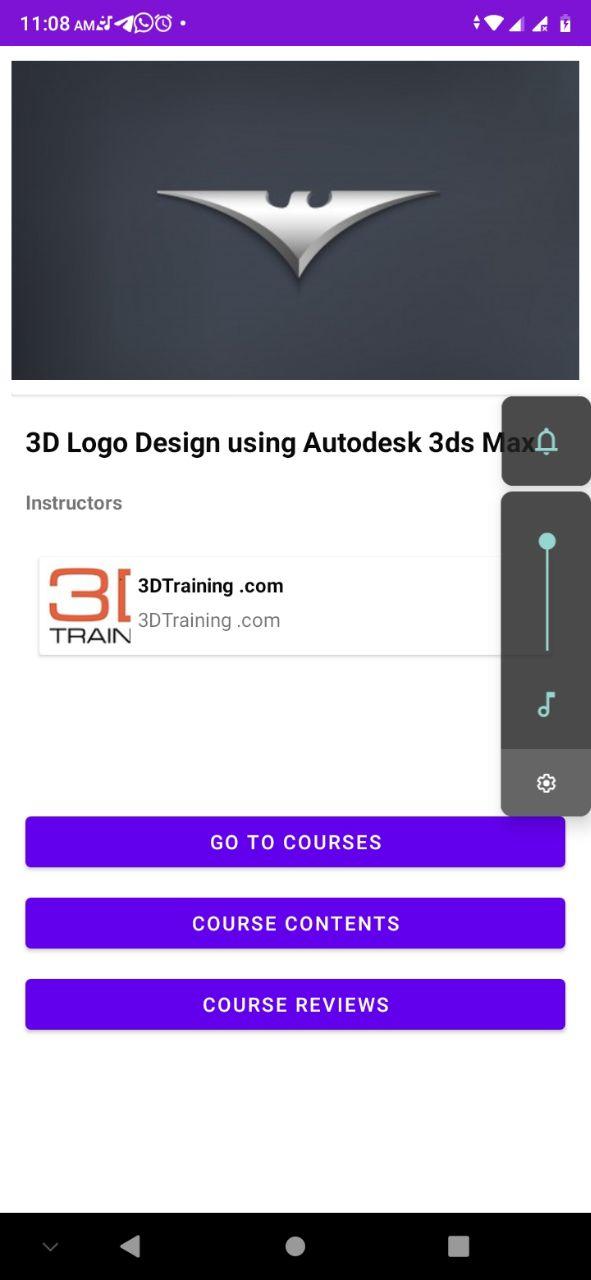 11:08 AM
3D Logo Design using Autodesk 3ds Max
Instructors
3D
TRAIN
3DTraining .com
3DTraining .com
GO TO COURSES
COURSE CONTENTS
COURSE REVIEWS